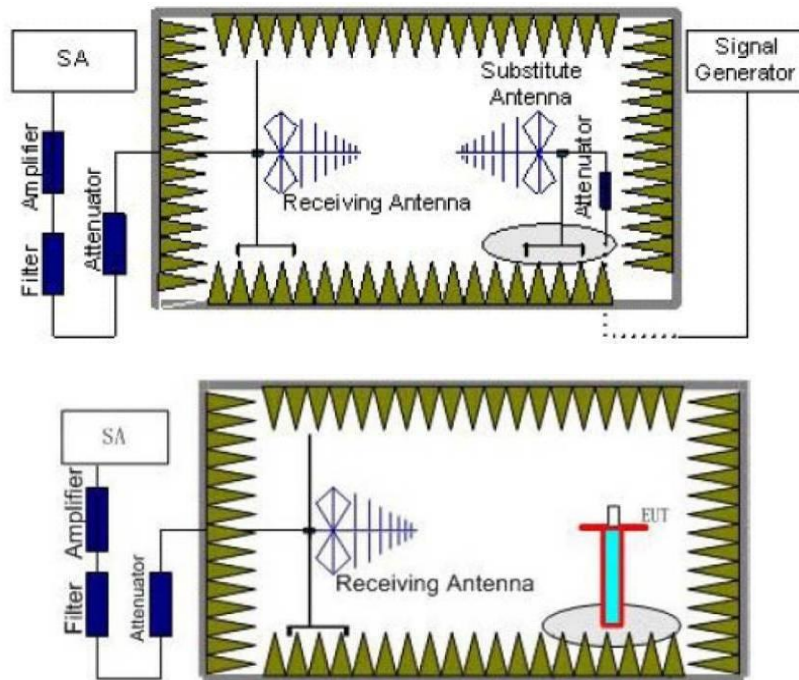 SA
Signal
Generator
Substitute
Antenna
Amplifier
Attenuator
Attenuator
Filter
Receiving Antenna
SA
Amplifier
Filter
Attenuator
Receiving Antenna
EUT